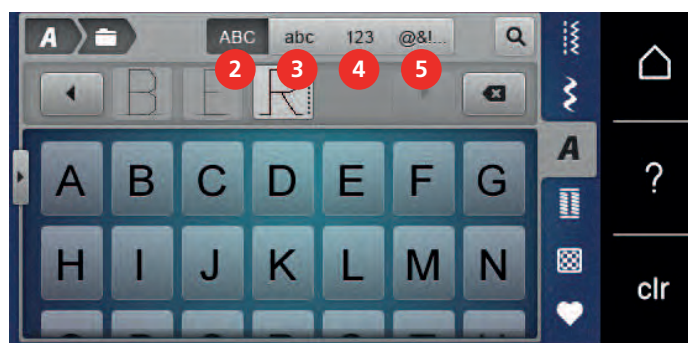 A ABC abc 123 @&!...
2 3 4 5
B E R
A
A B C D E F G
?
H I J K L M N
clr